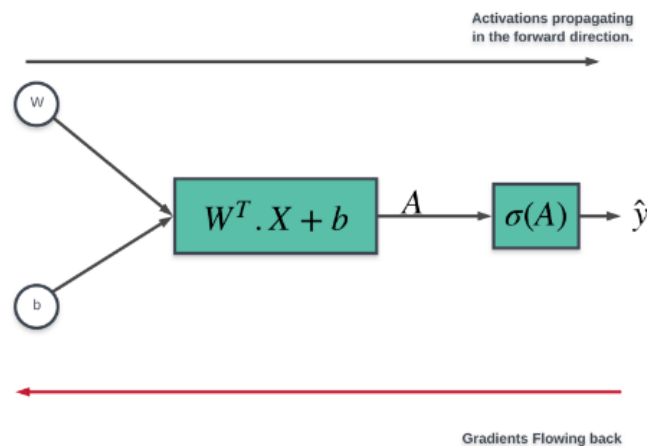 Activations propagating
in the forward direction.
W
W^T . X + b
A
σ(A)
ŷ
b
Gradients Flowing back